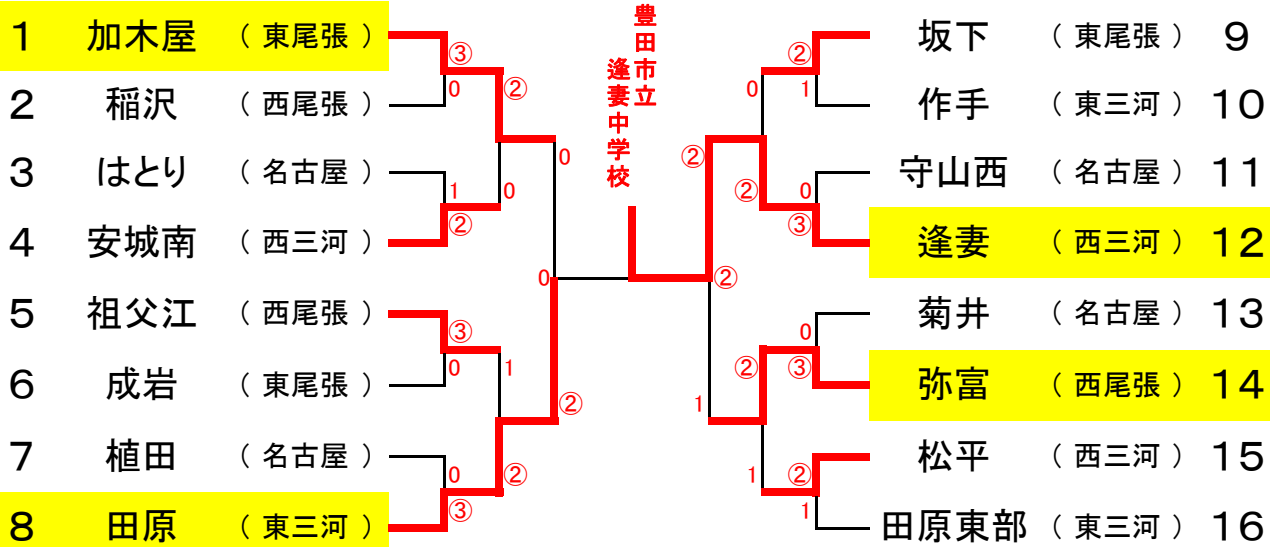 1 加木屋 （ 東尾張 ）
2 稲沢 （ 西尾張 ）
3 はとり （ 名古屋 ）
4 安城南 （ 西三河 ）
5 祖父江 （ 西尾張 ）
6 成岩 （ 東尾張 ）
7 植田 （ 名古屋 ）
8 田原 （ 東三河 ）
③
0
②
1
②
0
③
0
1
0
③
②
0
②
0
豊田市立
逢妻中学校
②
②
1
②
1
0
0
③
②
0
③
②
②
1
1
坂下 （ 東尾張 ） 9
作手 （ 東三河 ） 10
守山西 （ 名古屋 ） 11
逢妻 （ 西三河 ） 12
菊井 （ 名古屋 ） 13
弥富 （ 西尾張 ） 14
松平 （ 西三河 ） 15
田原東部 （ 東三河 ） 16